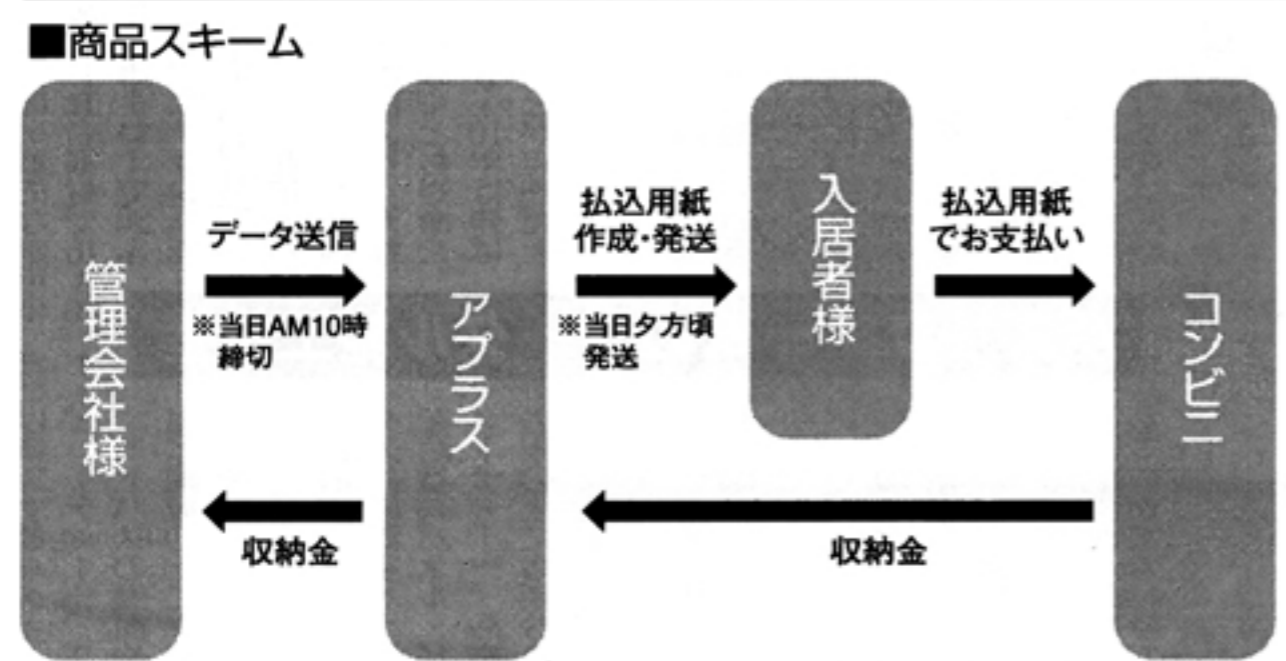 ■商品スキーム
管理会社様
データ送信
※当日AM10時
締切
アプラス
払込用紙
作成・発送
※当日夕方頃
発送
入居者様
払込用紙
でお支払い
コンビニ
収納金
収納金